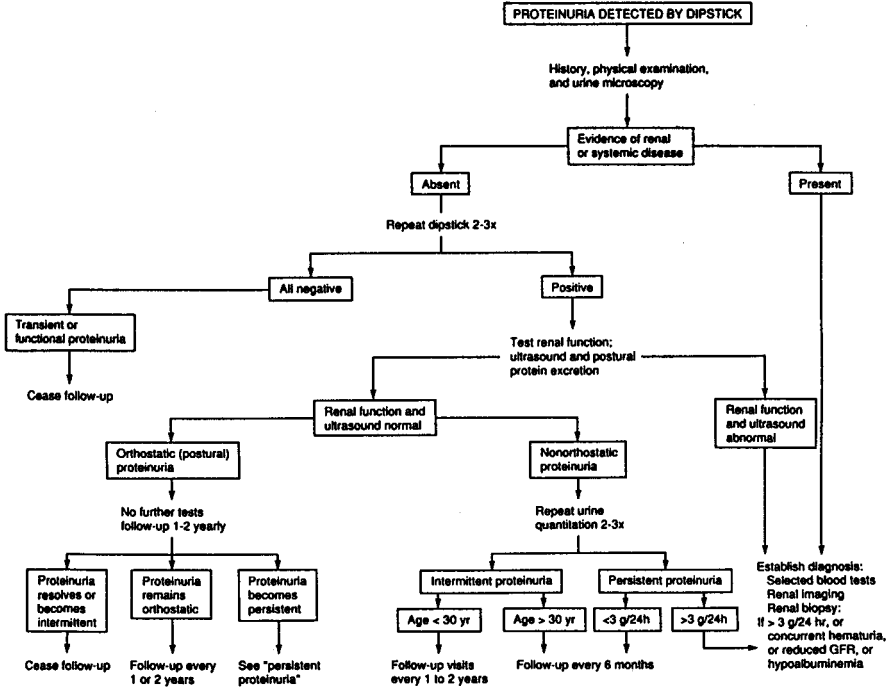 PROTEINURIA DETECTED BY DIPSTICK
History, physical examination,
and urine microscopy
Evidence of renal
or systemic disease
Absent
Present
Repeat dipstick 2-3x
All negative
Positive
Transient or
functional proteinuria
Cease follow-up
Test renal function;
ultrasound and postural
protein excretion
Renal function and
ultrasound normal
Renal function
and ultrasound
abnormal
Orthostatic (postural)
proteinuria
Nonorthostatic
proteinuria
No further tests
follow-up 1-2 yearly
Repeat urine
quantitation 2-3x
Proteinuria
resolves or
becomes
intermittent
Proteinuria
remains
orthostatic
Proteinuria
becomes
persistent
Intermittent proteinuria
Persistent proteinuria
Age < 30 yr
Age > 30 yr
<3 g/24h
>3 g/24h
Cease follow-up
Follow-up every
1 or 2 years
See "persistent
proteinuria"
Follow-up visits
every 1 to 2 years
Follow-up every 6 months
Establish diagnosis:
Selected blood tests
Renal imaging
Renal biopsy:
If > 3 g/24 hr, or
concurrent hematuria,
or reduced GFR, or
hypoalbuminemia